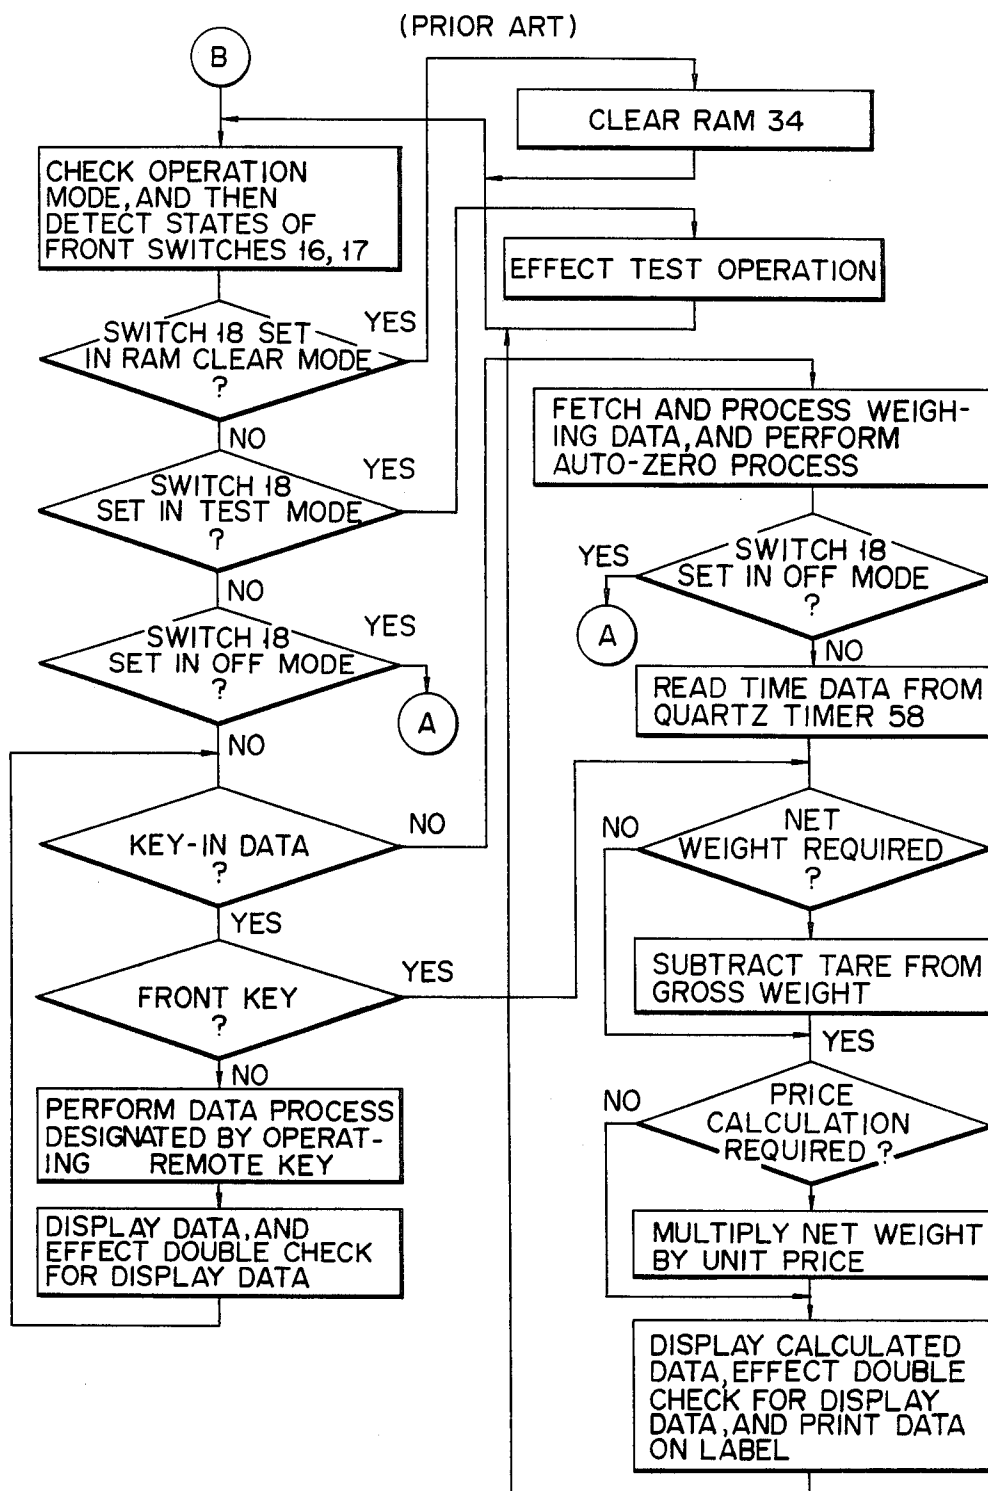 (PRIOR ART)
B
CLEAR RAM 34
CHECK OPERATION
MODE, AND THEN
DETECT STATES OF
FRONT SWITCHES 16, 17
EFFECT TEST OPERATION
SWITCH 18 SET
IN RAM CLEAR MODE
?
YES
NO
SWITCH 18
SET IN TEST MODE
?
YES
NO
SWITCH 18
SET IN OFF MODE
?
YES
A
NO
KEY-IN DATA
?
NO
YES
FRONT KEY
?
YES
NO
PERFORM DATA PROCESS
DESIGNATED BY OPERAT-
ING REMOTE KEY
DISPLAY DATA, AND
EFFECT DOUBLE CHECK
FOR DISPLAY DATA
FETCH AND PROCESS WEIGH-
ING DATA, AND PERFORM
AUTO-ZERO PROCESS
SWITCH 18
SET IN OFF MODE
?
YES
A
NO
READ TIME DATA FROM
QUARTZ TIMER 58
NET
WEIGHT REQUIRED
?
NO
SUBTRACT TARE FROM
GROSS WEIGHT
YES
PRICE
CALCULATION
REQUIRED ?
NO
MULTIPLY NET WEIGHT
BY UNIT PRICE
DISPLAY CALCULATED
DATA, EFFECT DOUBLE
CHECK FOR DISPLAY
DATA, AND PRINT DATA
ON LABEL